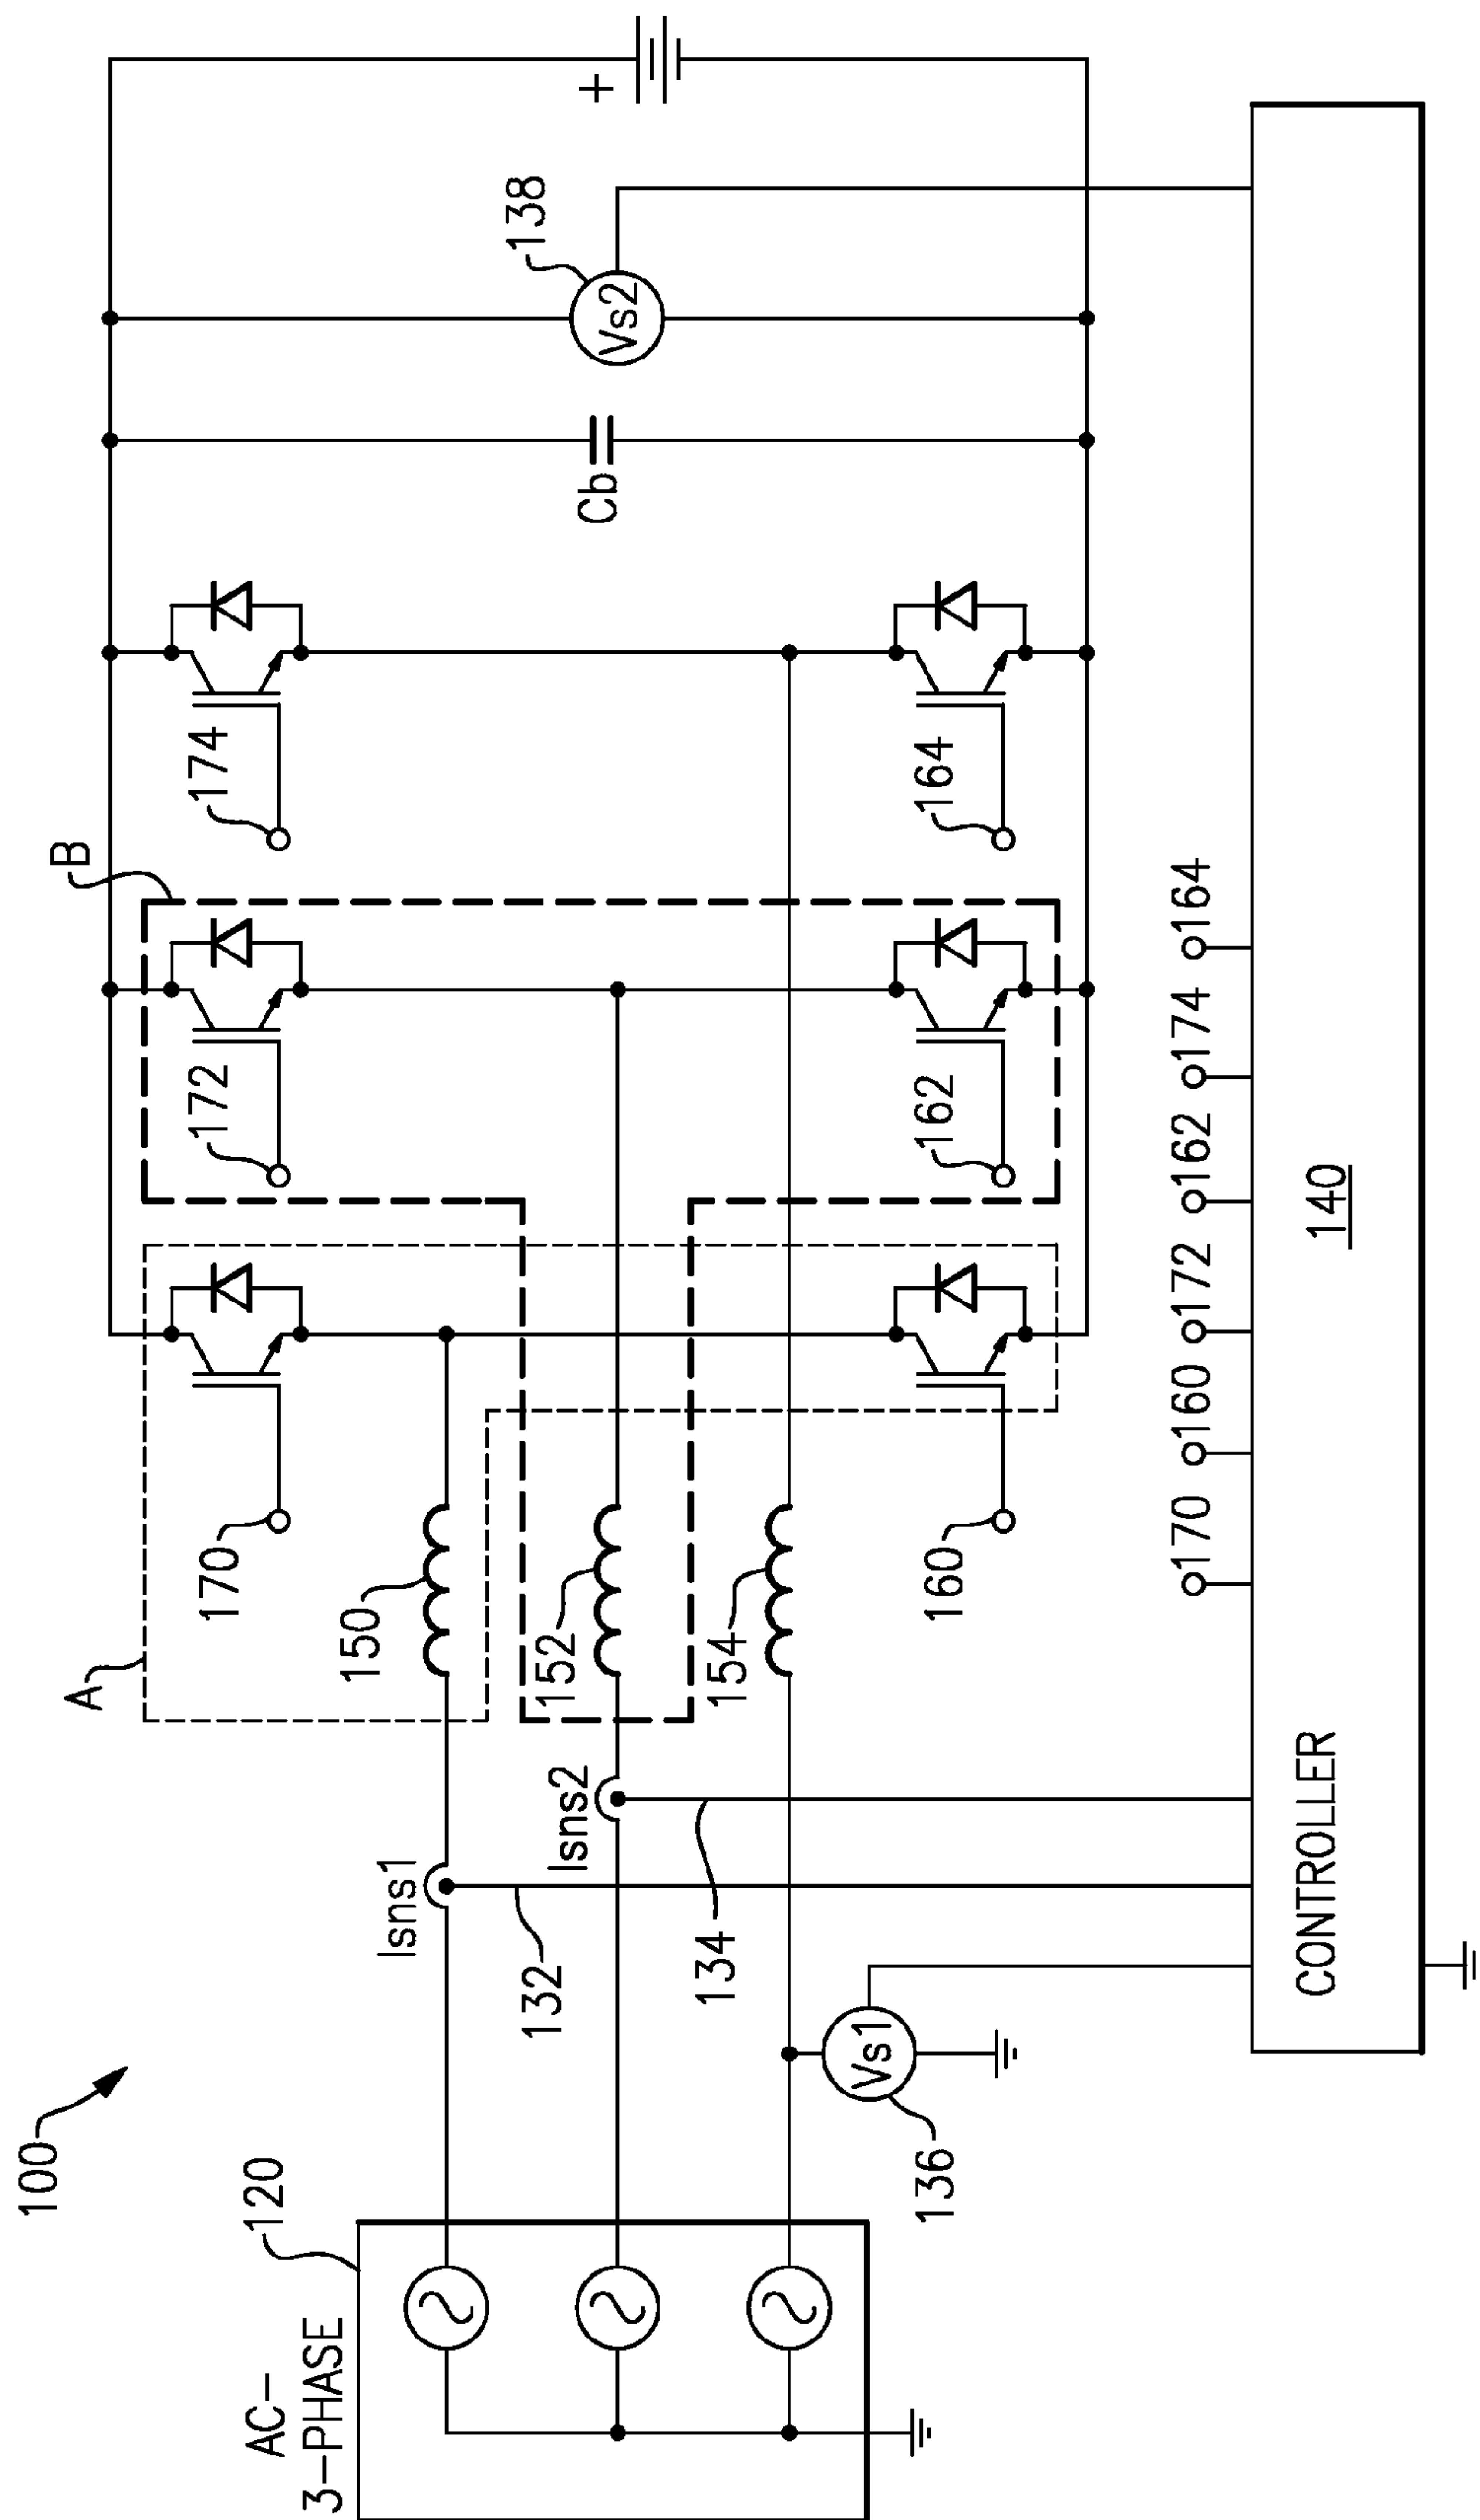 100
AC-
3-PHASE
120
A
170
150
Isns1
132
152
Isns2
134
154
Vs1
136
160
B
172
162
174
164
Cb
Vs2
138
+
170
160
172
162
174
164
CONTROLLER
140